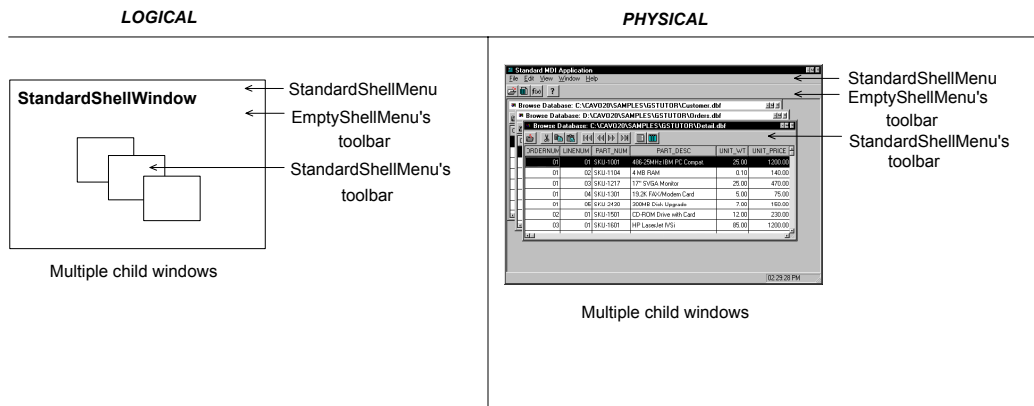 LOGICAL
PHYSICAL
StandardShellWindow
StandardShellMenu
EmptyShellMenu's
toolbar
StandardShellMenu's
toolbar
Multiple child windows
Standard MDI Application
File Edit View Window Help
f(x) ?
Browse Database: C:\CAVO20\SAMPLES\GSTUTOR\Customer.dbf
Browse Database: D:\CAVO20\SAMPLES\GSTUTOR\Orders.dbf
Browse Database: C:\CAVO20\SAMPLES\GSTUTOR\Detail.dbf
ORDERNUM LINENUM PART_NUM PART_DESC UNIT_WT UNIT_PRICE
01 01 SKU-1001 486-25MHz IBM PC Compat. 25.00 1200.00
01 02 SKU-1104 4 MB RAM 0.10 140.00
01 03 SKU-1217 17" SVGA Monitor 25.00 470.00
01 04 SKU-1301 19.2K FAX/Modem Card 5.00 75.00
01 05 SKU-2430 300MB Disk Upgrade 7.00 150.00
02 01 SKU-1501 CD-ROM Drive with Card 12.00 230.00
03 01 SKU-1601 HP LaserJet IVSi 85.00 1200.00
02:29:28 PM
StandardShellMenu
EmptyShellMenu's
toolbar
StandardShellMenu's
toolbar
Multiple child windows